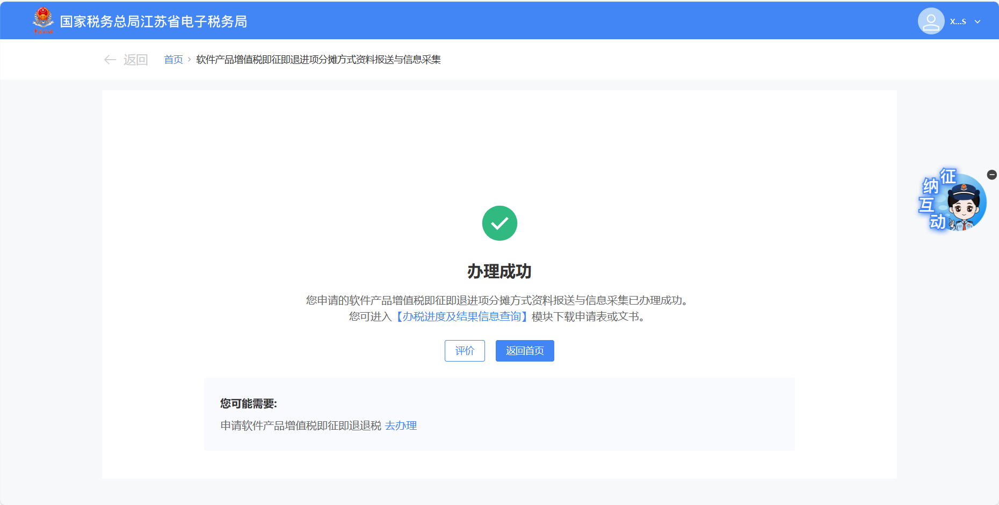 国家税务总局江苏省电子税务局
X...S
返回
首页 › 软件产品增值税即征即退进项分摊方式资料报送与信息采集
征
纳
互
动
办理成功
您申请的软件产品增值税即征即退进项分摊方式资料报送与信息采集已办理成功。
您可进入【办税进度及结果信息查询】模块下载申请表或文书。
评价
返回首页
您可能需要:
申请软件产品增值税即征即退退税 去办理